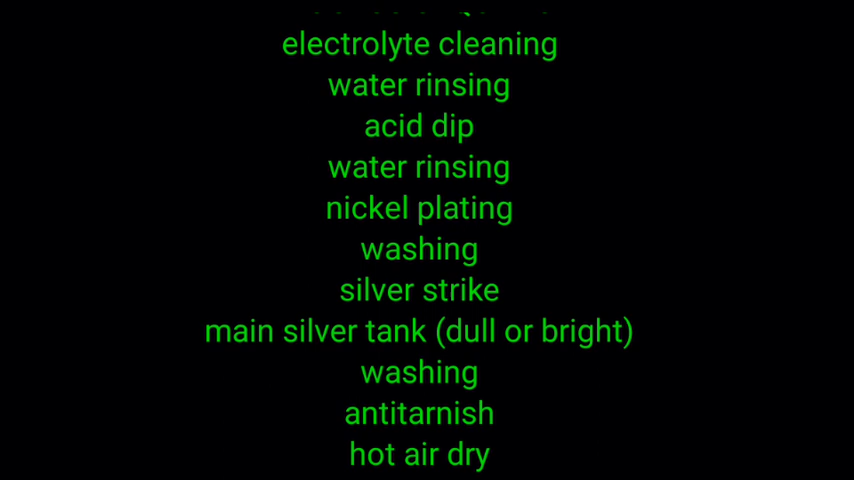 electrolyte cleaning
water rinsing
acid dip
water rinsing
nickel plating
washing
silver strike
main silver tank (dull or bright)
washing
antitarnish
hot air dry